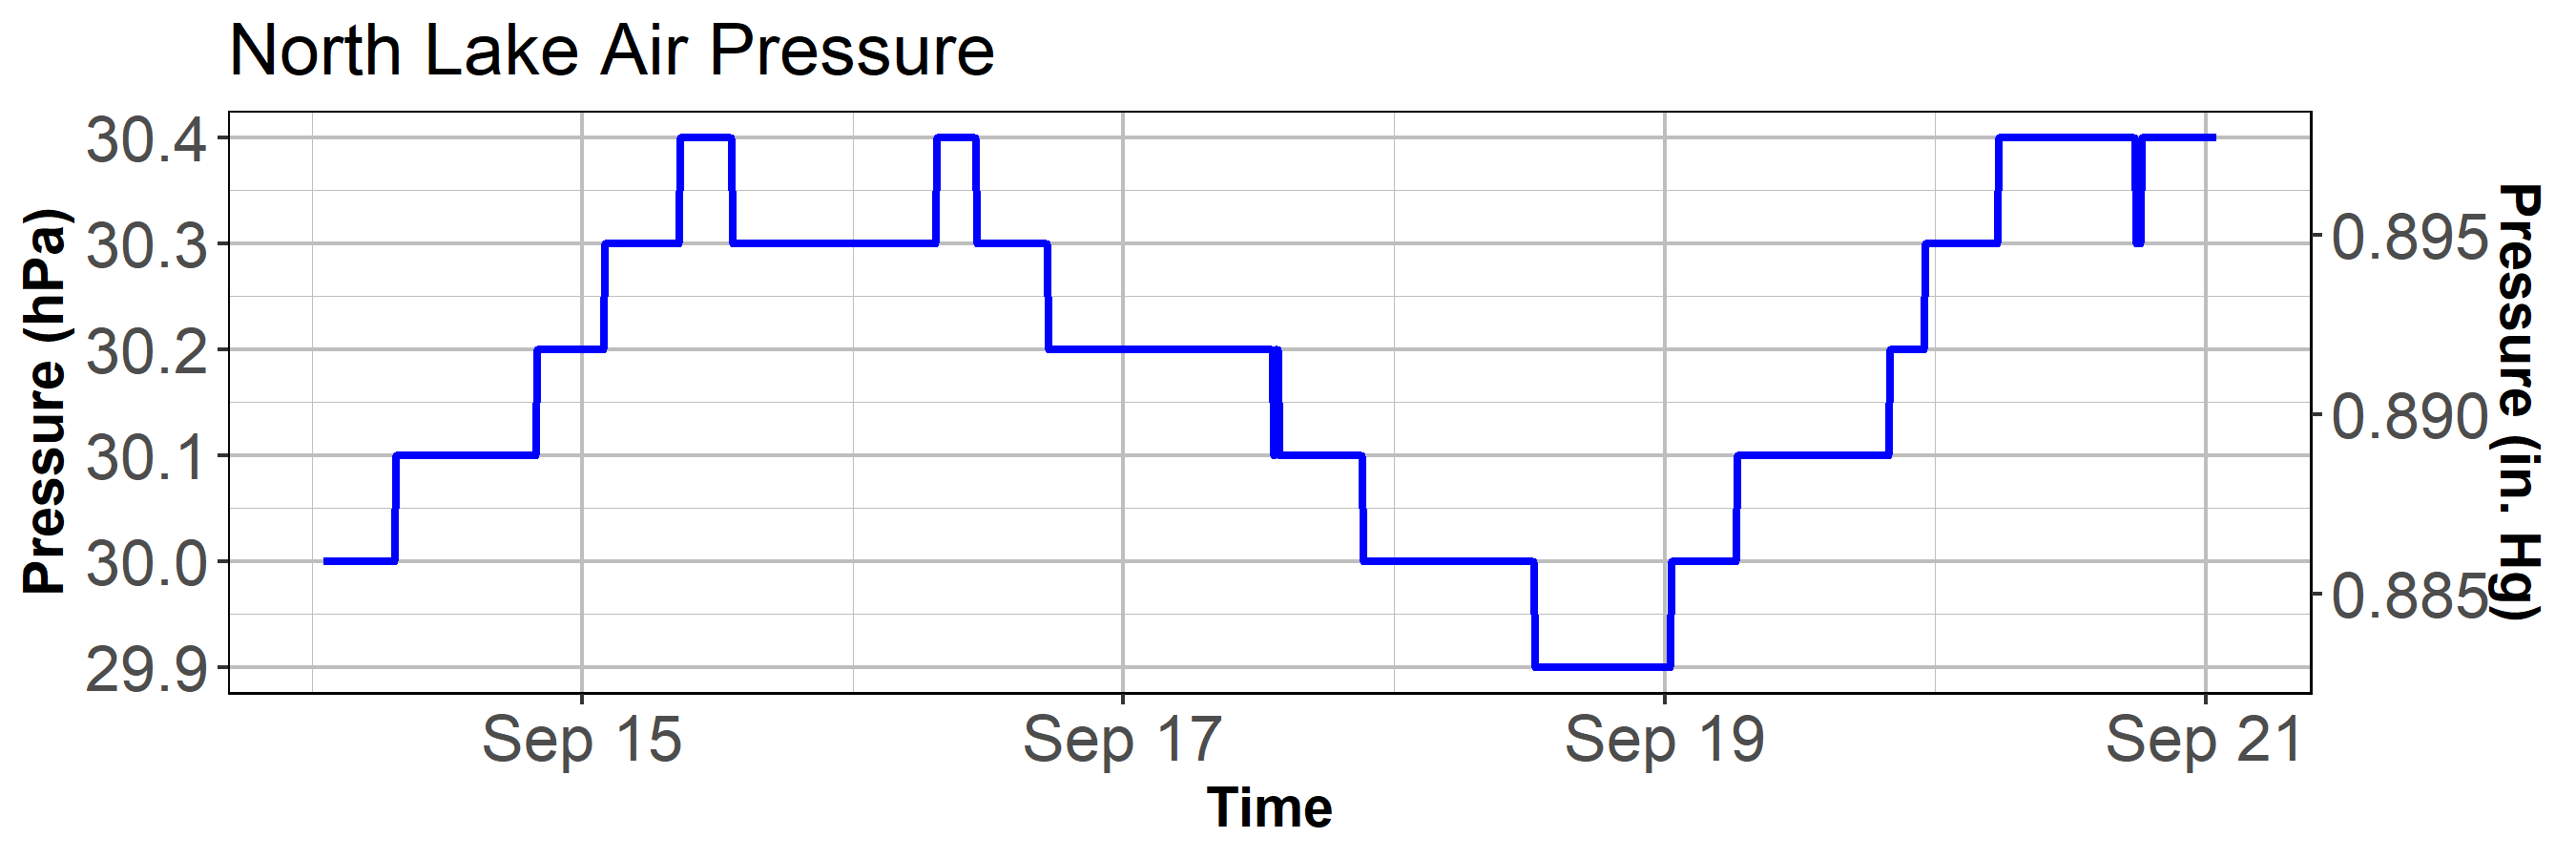 North Lake Air Pressure
Pressure (hPa)
30.4
30.3
30.2
30.1
30.0
29.9
0.895
0.890
0.885
Pressure (in. Hg)
Sep 15
Sep 17
Sep 19
Sep 21
Time